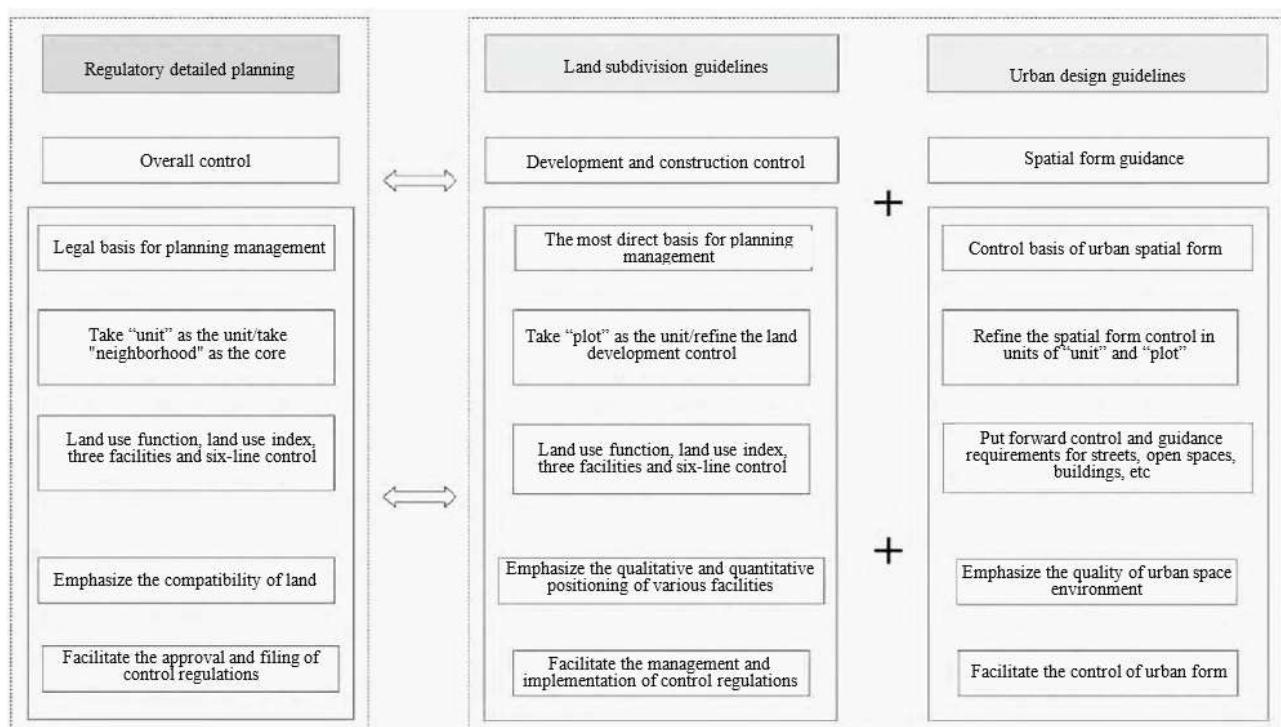 Regulatory detailed planning
Overall control
Legal basis for planning management
Take “unit” as the unit/take
"neighborhood" as the core
Land use function, land use index,
three facilities and six-line control
Emphasize the compatibility of land
Facilitate the approval and filing of
control regulations
Land subdivision guidelines
Development and construction control
The most direct basis for planning
management
Take “plot” as the unit/refine the land
development control
Land use function, land use index,
three facilities and six-line control
Emphasize the qualitative and quantitative
positioning of various facilities
Facilitate the management and
implementation of control regulations
+
+
Urban design guidelines
Spatial form guidance
Control basis of urban spatial form
Refine the spatial form control in
units of “unit” and “plot”
Put forward control and guidance
requirements for streets, open spaces,
buildings, etc
Emphasize the quality of urban space
environment
Facilitate the control of urban form